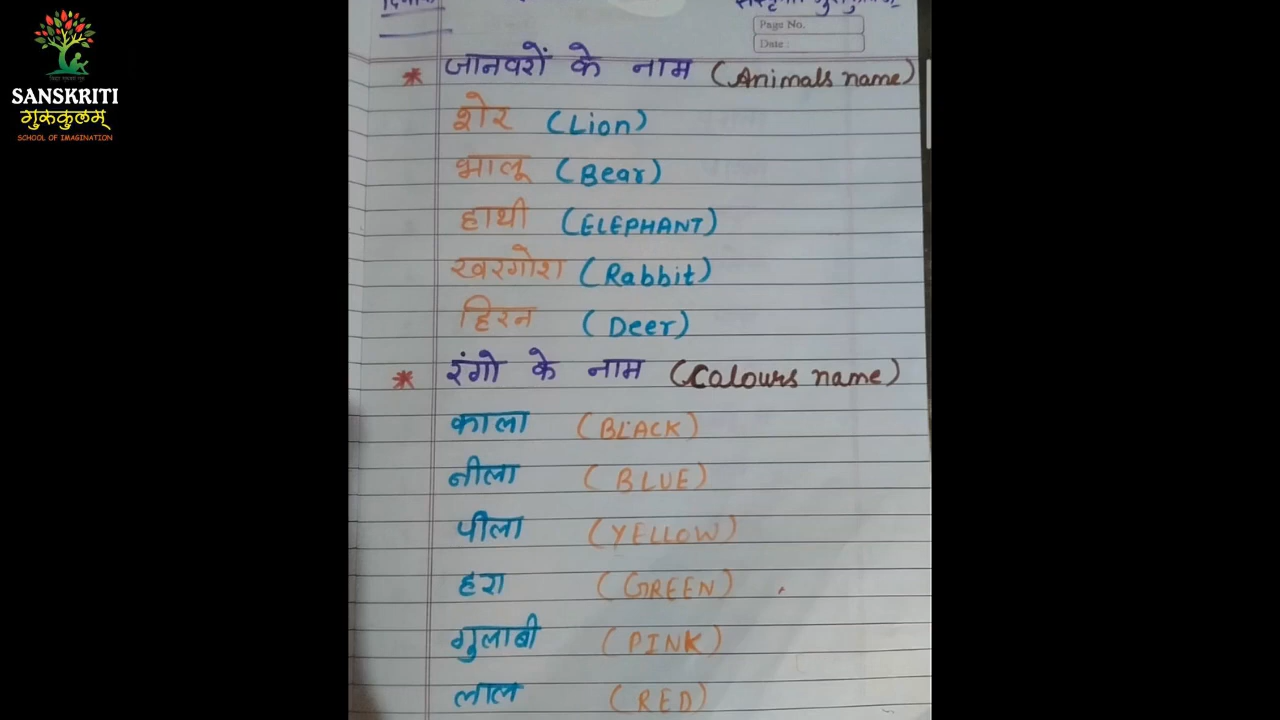 SANSKRITI
गुरुकुलम्
SCHOOL OF IMAGINATION
Page No.
Date :
* जानवरों के नाम (Animals name)
शेर (Lion)
भालू (Bear)
हाथी (ELEPHANT)
खरगोश (Rabbit)
हिरन (Deer)
* रंगो के नाम (Colours name)
काला (BLACK)
नीला (BLUE)
पीला (YELLOW)
हरा (GREEN)
गुलाबी (PINK)
लाल (RED)